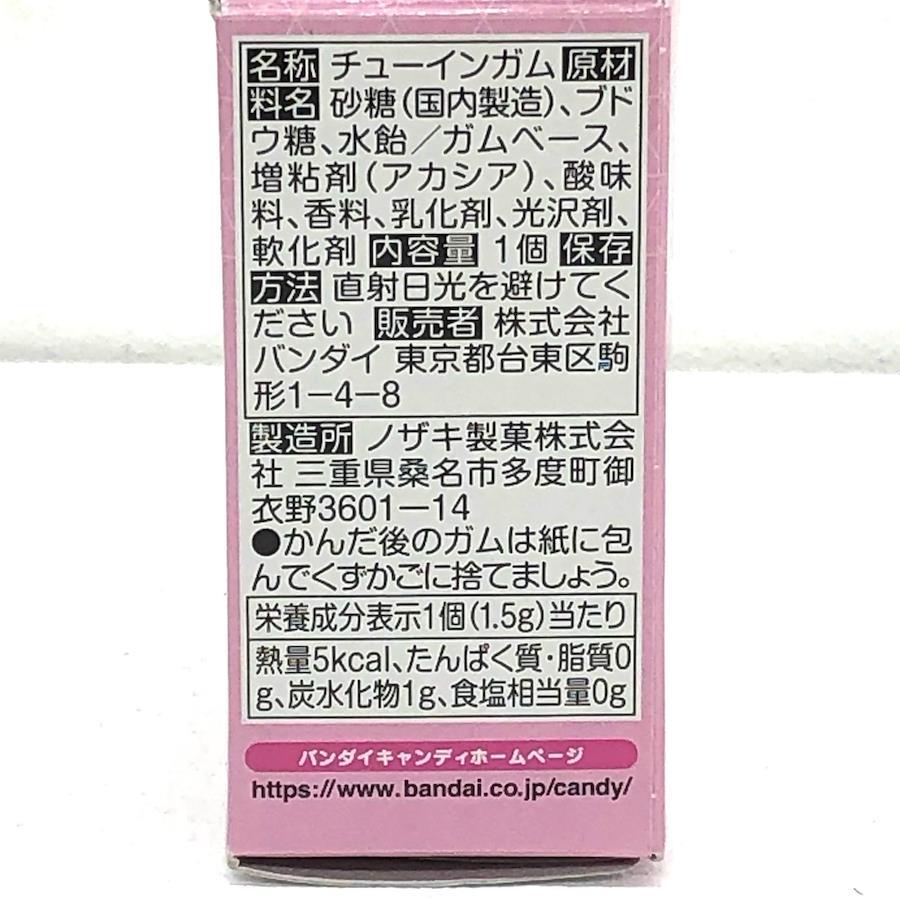 名称 チューインガム 原材
料名 砂糖(国内製造)、ブド
ウ糖、水飴/ガムベース、
増粘剤(アカシア)、酸味
料、香料、乳化剤、光沢剤、
軟化剤 内容量 1個 保存
方法 直射日光を避けてく
ださい 販売者 株式会社
バンダイ 東京都台東区駒
形1-4-8
製造所 ノザキ製菓株式会
社 三重県桑名市多度町御
衣野3601-14
●かんだ後のガムは紙に包
んでくずかごに捨てましょう。
栄養成分表示1個(1.5g)当たり
熱量5kcal、たんぱく質・脂質0
g、炭水化物1g、食塩相当量0g
バンダイキャンディホームページ
https://www.bandai.co.jp/candy/